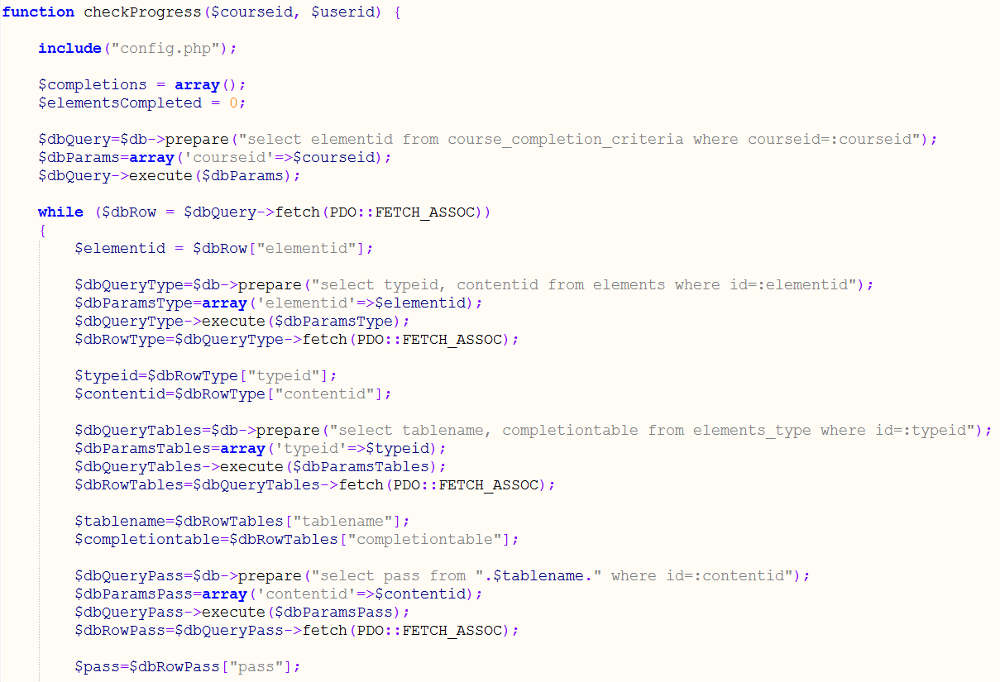 function checkProgress($courseid, $userid) {
include("config.php");
$completions = array();
$elementsCompleted = 0;
$dbQuery=$db->prepare("select elementid from course_completion_criteria where courseid=:courseid");
$dbParams=array('courseid'=>$courseid);
$dbQuery->execute($dbParams);
while ($dbRow = $dbQuery->fetch(PDO::FETCH_ASSOC))
{
$elementid = $dbRow["elementid"];
$dbQueryType=$db->prepare("select typeid, contentid from elements where id=:elementid");
$dbParamsType=array('elementid'=>$elementid);
$dbQueryType->execute($dbParamsType);
$dbRowType=$dbQueryType->fetch(PDO::FETCH_ASSOC);
$typeid=$dbRowType["typeid"];
$contentid=$dbRowType["contentid"];
$dbQueryTables=$db->prepare("select tablename, completiontable from elements_type where id=:typeid");
$dbParamsTables=array('typeid'=>$typeid);
$dbQueryTables->execute($dbParamsTables);
$dbRowTables=$dbQueryTables->fetch(PDO::FETCH_ASSOC);
$tablename=$dbRowTables["tablename"];
$completiontable=$dbRowTables["completiontable"];
$dbQueryPass=$db->prepare("select pass from ".$tablename." where id=:contentid");
$dbParamsPass=array('contentid'=>$contentid);
$dbQueryPass->execute($dbParamsPass);
$dbRowPass=$dbQueryPass->fetch(PDO::FETCH_ASSOC);
$pass=$dbRowPass["pass"];